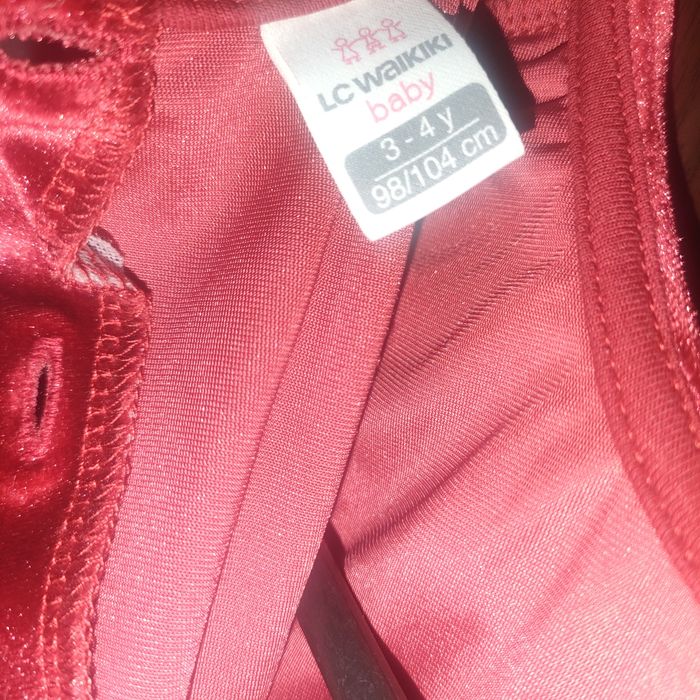 LC WAIKIKI
baby
3 - 4 y
98/104 cm